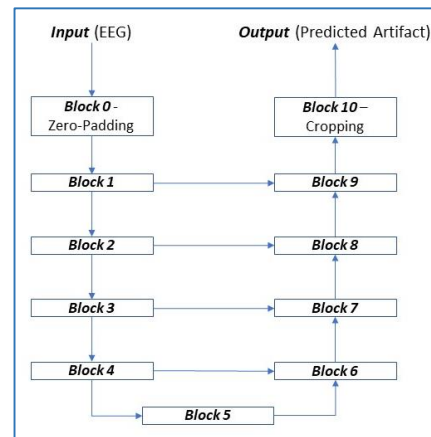 Input (EEG)
Output (Predicted Artifact)
Block 0 -
Zero-Padding
Block 10 –
Cropping
Block 1
Block 9
Block 2
Block 8
Block 3
Block 7
Block 4
Block 6
Block 5